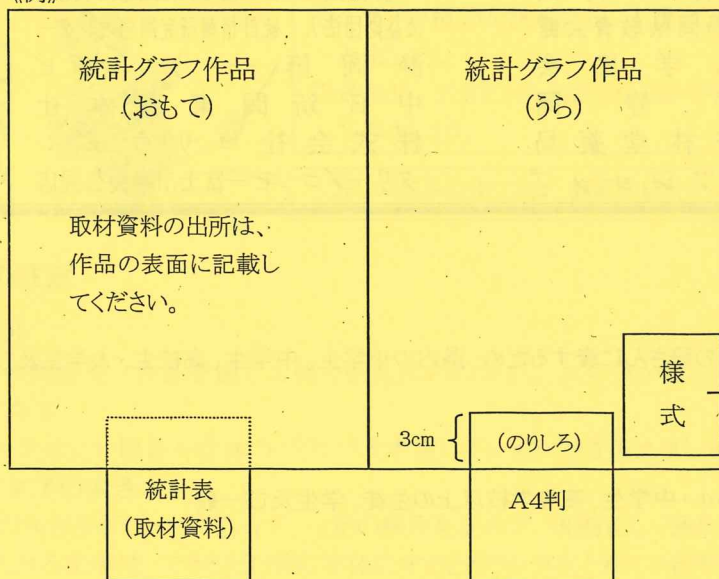 統計グラフ作品
（おもて）
取材資料の出所は、
作品の表面に記載し
てください。
統計表
（取材資料）
統計グラフ作品
（うら）
様
式
3cm
（のりしろ）
A4判